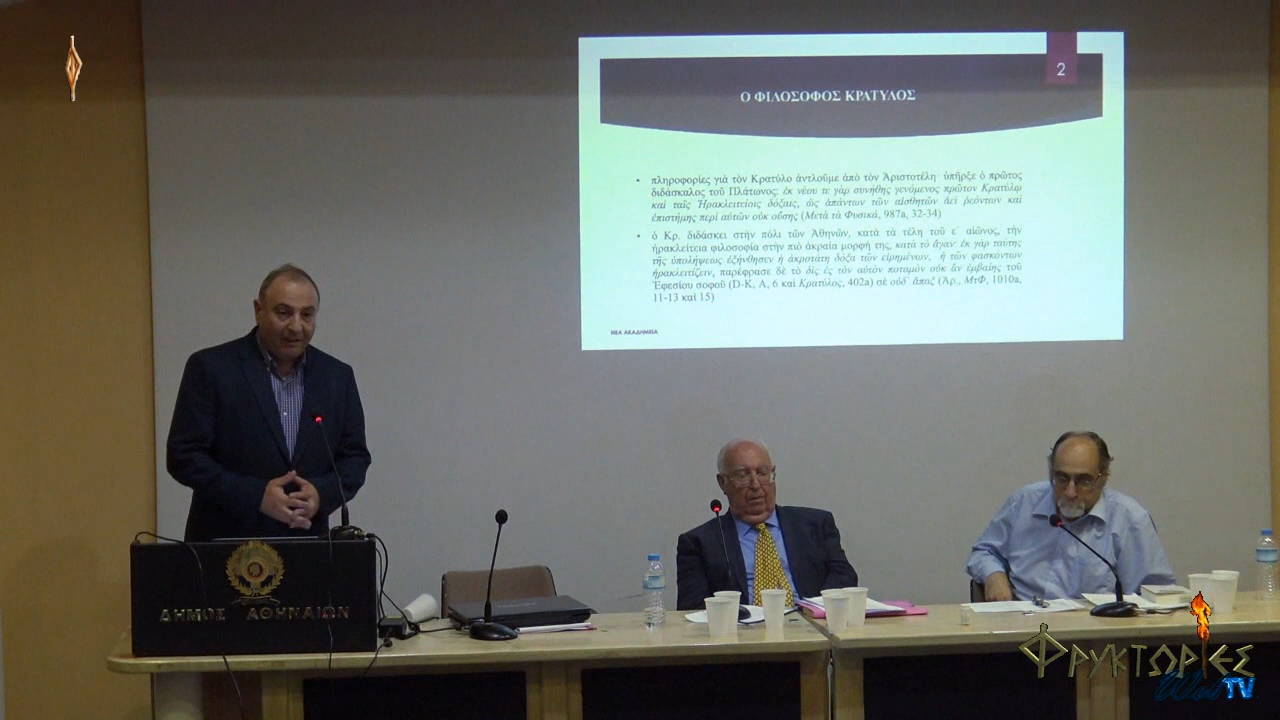 2
Ο ΦΙΛΟΣΟΦΟΣ ΚΡΑΤΥΛΟΣ
• πληροφορίες γιὰ τὸν Κρατύλο ἀντλοῦμε ἀπὸ τὸν Ἀριστοτέλη· ὑπῆρξε ὁ πρῶτος
διδάσκαλος τοῦ Πλάτωνος: ἐκ νέου τε γὰρ συνήθης γενόμενος πρῶτον Κρατύλῳ
καὶ ταῖς Ἡρακλειτείοις δόξαις, ὡς ἁπάντων τῶν αἰσθητῶν ἀεὶ ῥεόντων καὶ
ἐπιστήμης περὶ αὐτῶν οὐκ οὔσης (Μετὰ τὰ Φυσικά, 987a, 32-34)
• ὁ Κρ. διδάσκει στὴν πόλι τῶν Ἀθηνῶν, κατὰ τὰ τέλη τοῦ ε΄ αἰῶνος, τὴν
ἡρακλείτεια φιλοσοφία στὴν πιὸ ἀκραία μορφή της, κατὰ τὸ ἄγαν· ἐκ γὰρ ταύτης
τῆς ὑπολήψεως ἐξήνθησεν ἡ ἀκροτάτη δόξα τῶν εἰρημένων, ἡ τῶν φασκόντων
ἡρακλειτίζειν, παρέφρασε δὲ τὸ δὶς ἐς τὸν αὐτὸν ποταμὸν οὐκ ἂν ἐμβαίης τοῦ
Ἐφεσίου σοφοῦ (D-K, A, 6 καὶ Κρατύλος, 402a) σὲ οὐδ᾽ ἅπαξ (Ἀρ., ΜτΦ, 1010a,
11-13 καὶ 15)
ΝΕΑ ΑΚΑΔΗΜΕΙΑ
ΔΗΜΟΣ ΑΘΗΝΑΙΩΝ
ΦΡΥΚΤΩΡΙΕΣ
Web TV